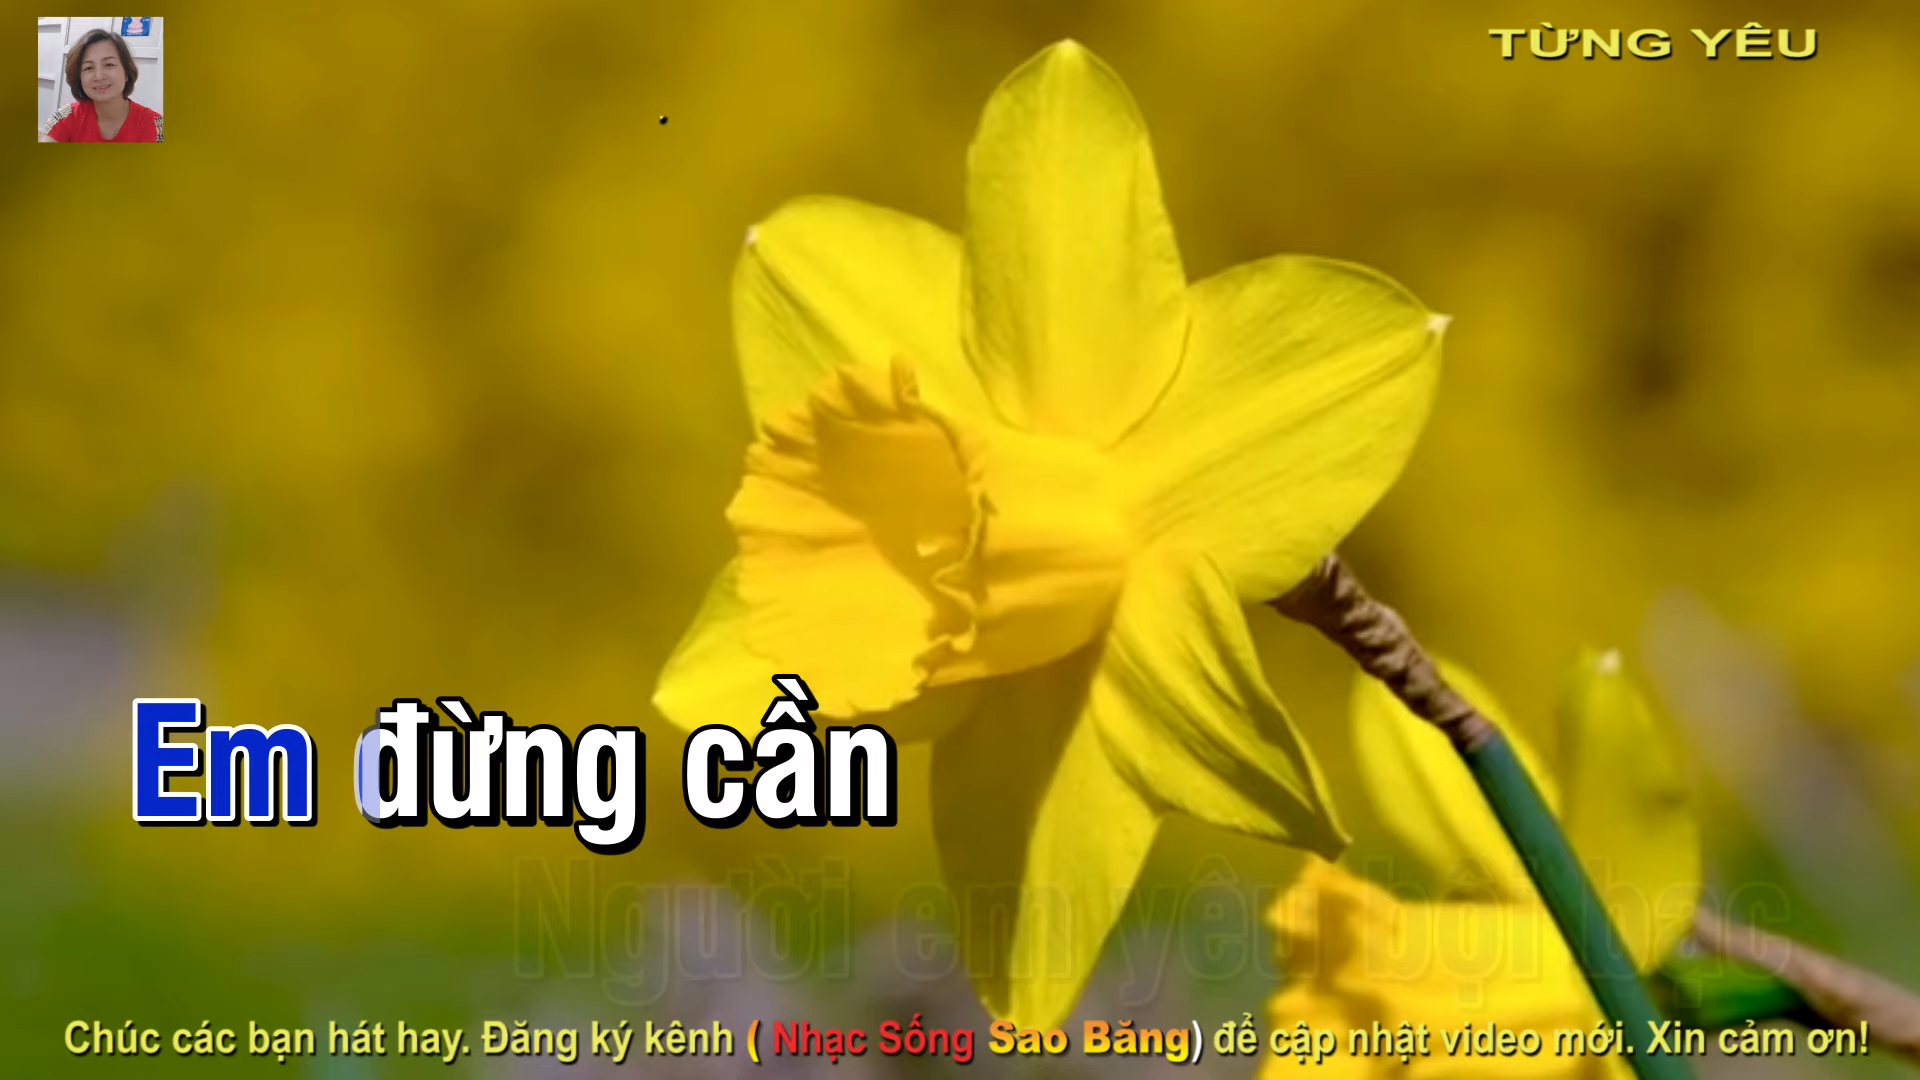 TỪNG YÊU
Em đừng cần
Người em yêu bội bạc
Chúc các bạn hát hay. Đăng ký kênh ( Nhạc Sống Sao Băng) để cập nhật video mới. Xin cảm ơn!